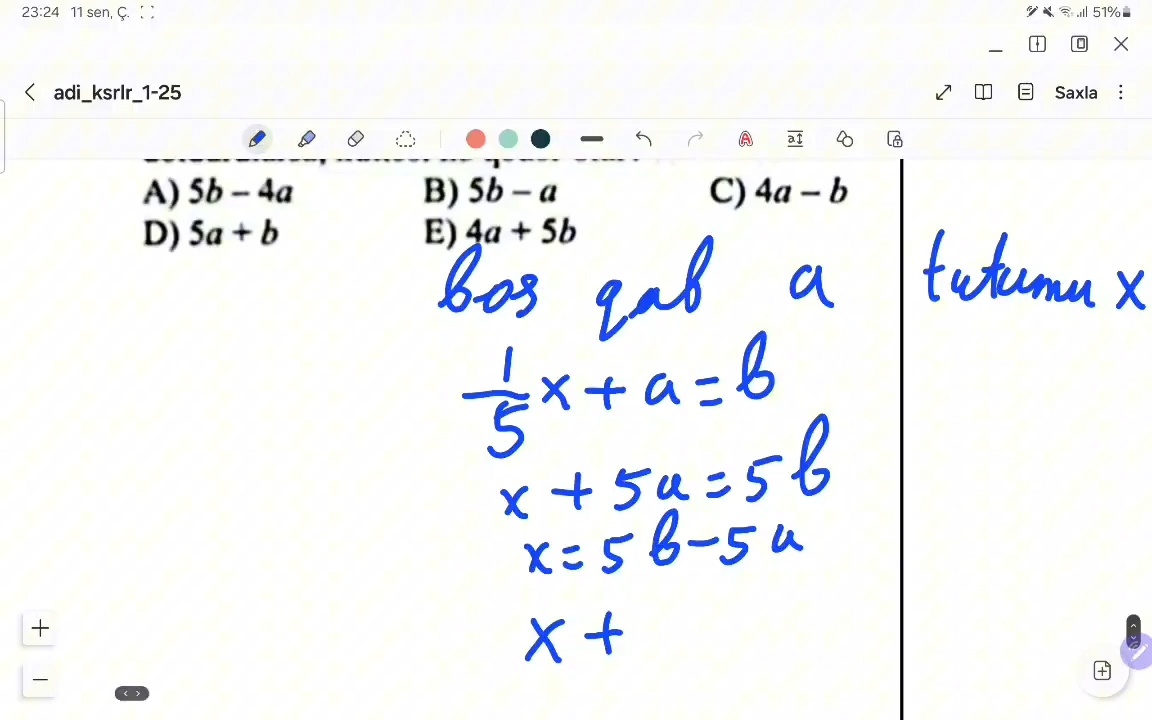 23:24 11 sen, Ç. 51%
adi_ksrlr_1-25 Saxla
A) 5b – 4a B) 5b – a C) 4a – b
D) 5a + b E) 4a + 5b
bos qab a tutumu x
1/5 x + a = b
x + 5a = 5b
x = 5b - 5a
x +